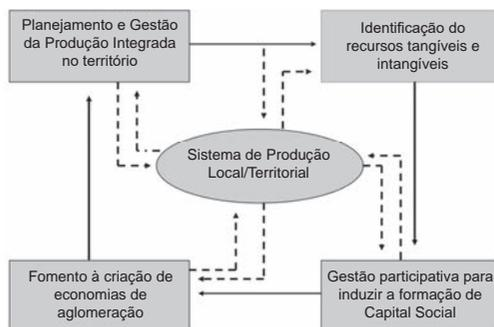 Planejamento e Gestão
da Produção Integrada
no território
Identificação do
recursos tangíveis e
intangíveis
Sistema de Produção
Local/Territorial
Fomento à criação de
economias de
aglomeração
Gestão participativa para
induzir a formação de
Capital Social